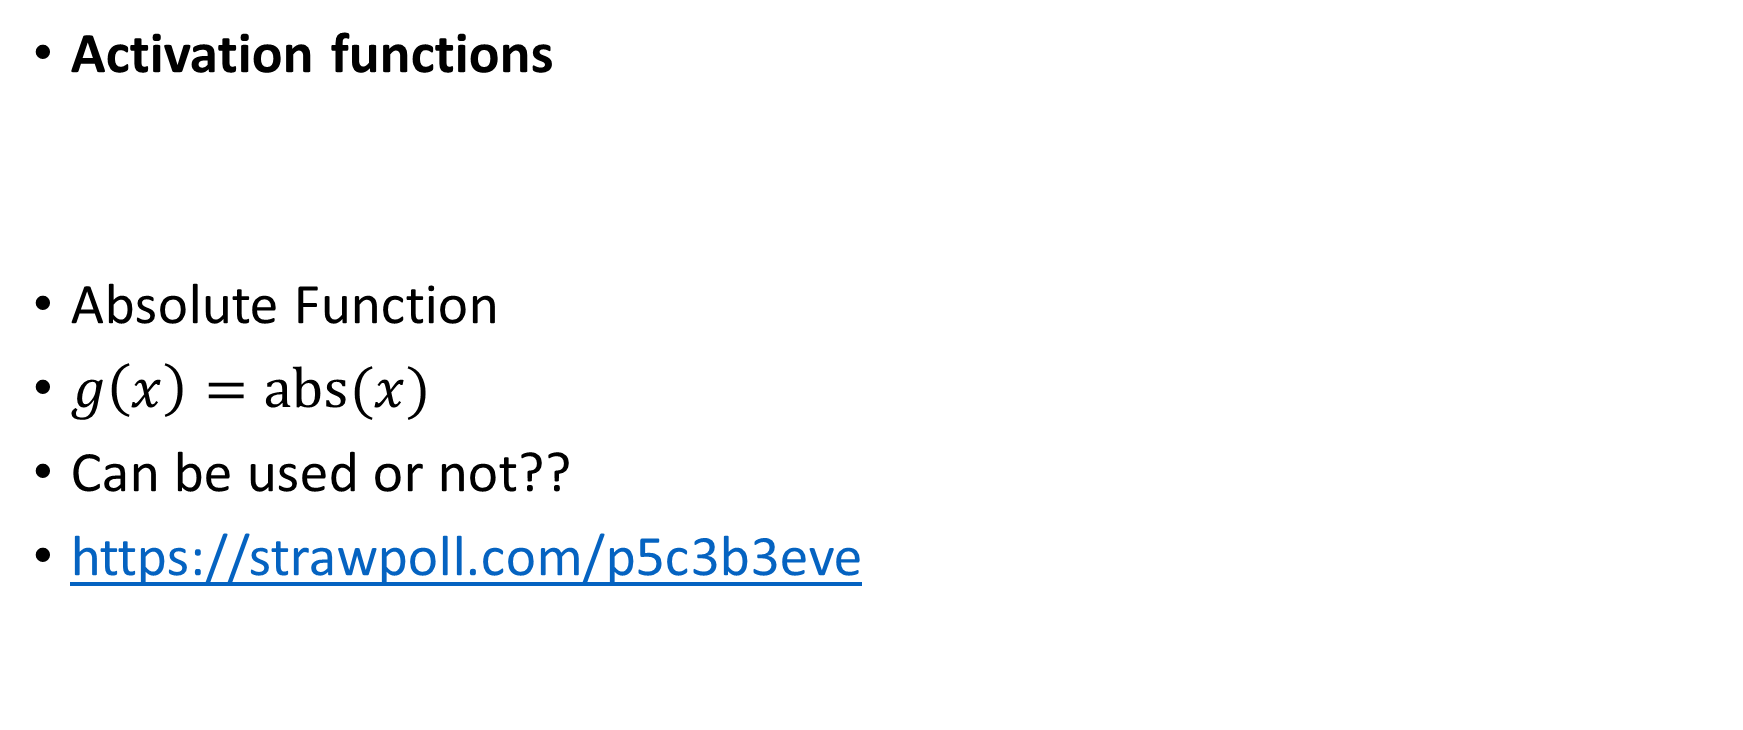 • Activation functions
• Absolute Function
• g(x) = abs(x)
• Can be used or not??
• https://strawpoll.com/p5c3b3eve